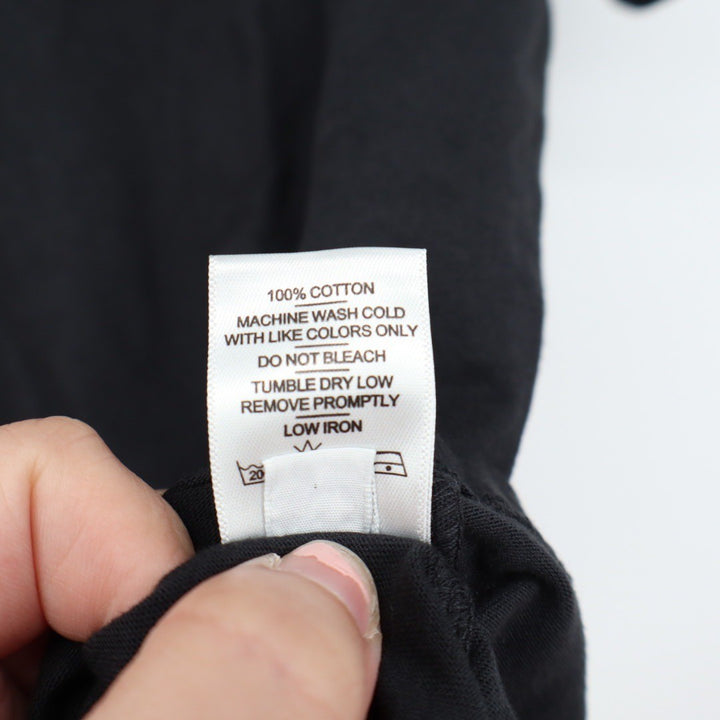 100% COTTON
MACHINE WASH COLD
WITH LIKE COLORS ONLY
DO NOT BLEACH
TUMBLE DRY LOW
REMOVE PROMPTLY
LOW IRON
20